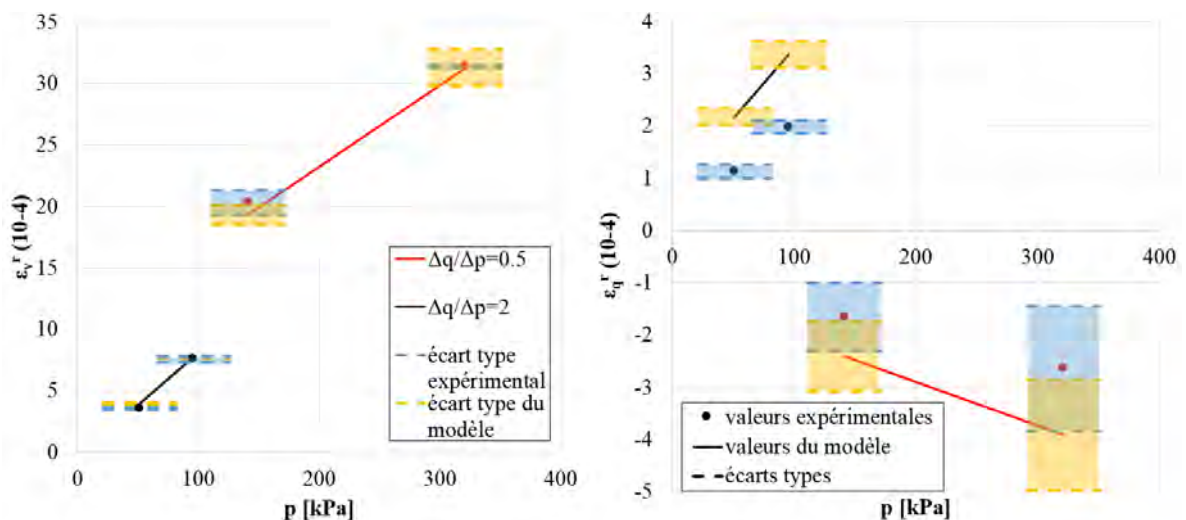 35
30
25
20
15
10
5
0
0
100
200
300
400
εᵥʳ (10-4)
p [kPa]
Δq/Δp=0.5
Δq/Δp=2
écart type
expérimental
écart type du
modèle
4
3
2
1
0
-1
-2
-3
-4
-5
0
100
200
300
400
ε_qʳ (10-4)
p [kPa]
valeurs expérimentales
valeurs du modèle
écarts types